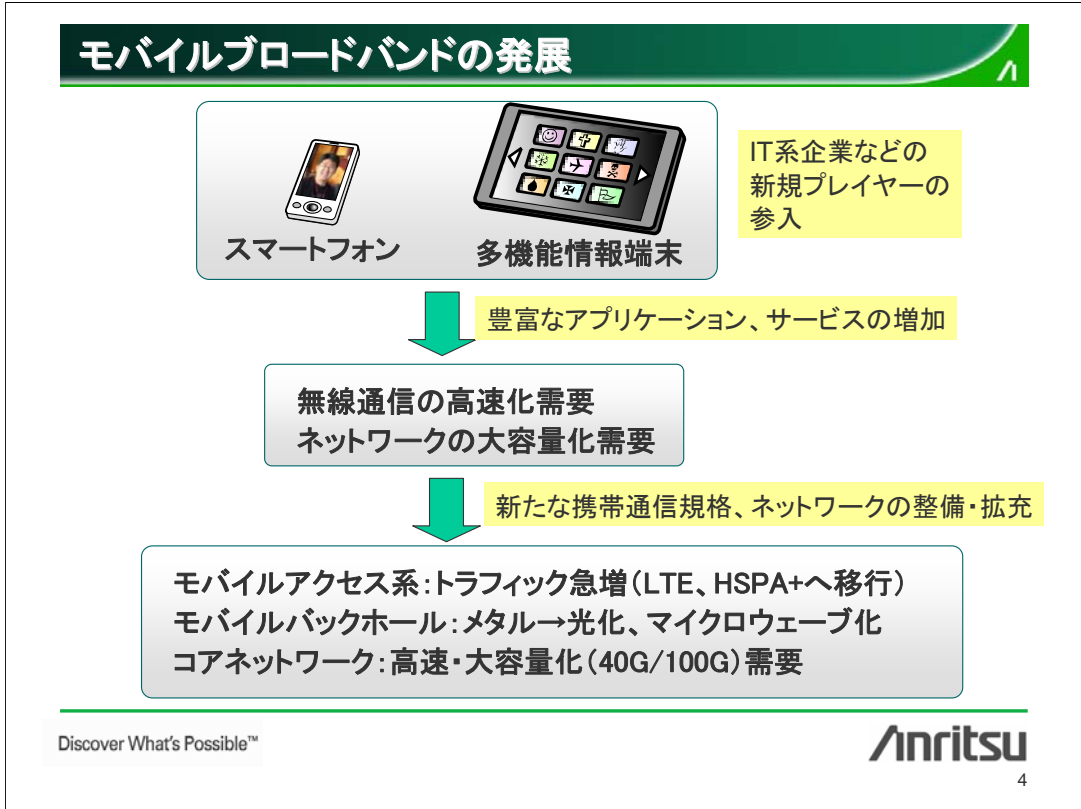 モバイルブロードバンドの発展
スマートフォン
多機能情報端末
IT系企業などの
新規プレイヤーの
参入
豊富なアプリケーション、サービスの増加
無線通信の高速化需要
ネットワークの大容量化需要
新たな携帯通信規格、ネットワークの整備・拡充
モバイルアクセス系：トラフィック急増（LTE、HSPA+へ移行）
モバイルバックホール：メタル→光化、マイクロウェーブ化
コアネットワーク：高速・大容量化（40G/100G）需要
Discover What's Possible™
Anritsu
4